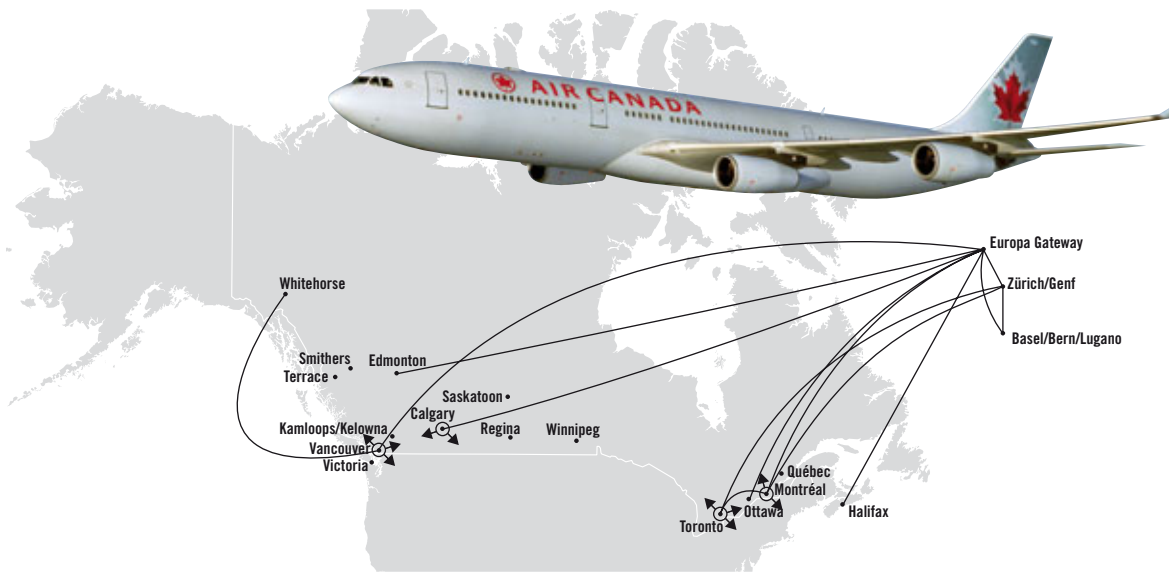 AIR CANADA
Europa Gateway
Whitehorse
Zürich/Genf
Basel/Bern/Lugano
Smithers
Edmonton
Terrace
Saskatoon
Calgary
Kamloops/Kelowna
Regina
Winnipeg
Vancouver
Victoria
Québec
Montréal
Ottawa
Halifax
Toronto